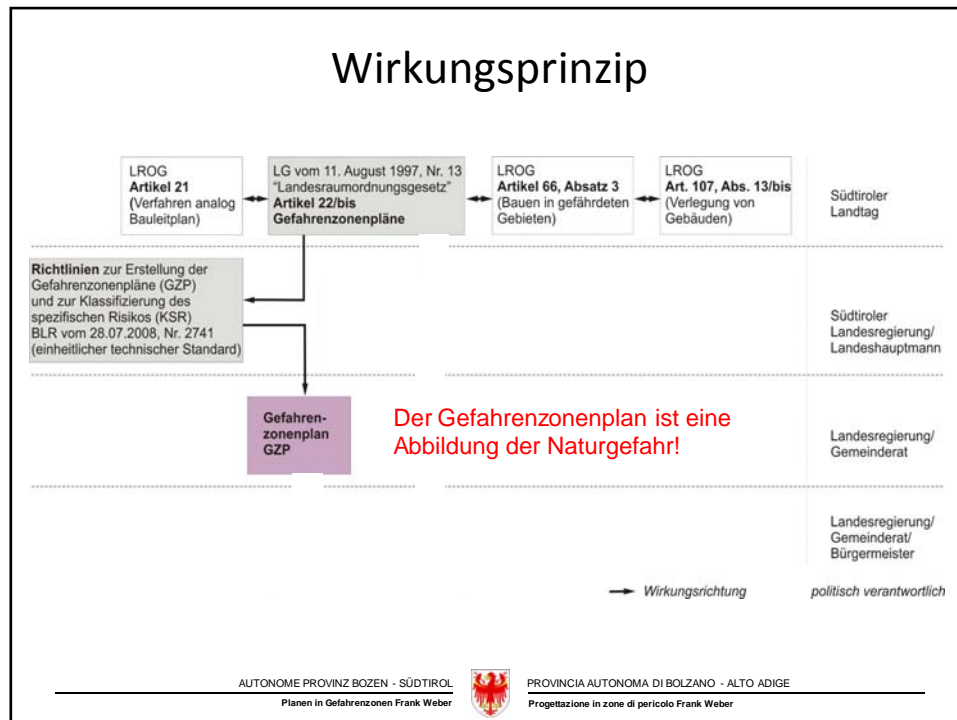 Wirkungsprinzip
LROG
Artikel 21
(Verfahren analog
Bauleitplan)
LG vom 11. August 1997, Nr. 13
"Landesraumordnungsgesetz"
Artikel 22/bis
Gefahrenzonenpläne
LROG
Artikel 66, Absatz 3
(Bauen in gefährdeten
Gebieten)
LROG
Art. 107, Abs. 13/bis
(Verlegung von
Gebäuden)
Südtiroler
Landtag
Richtlinien zur Erstellung der
Gefahrenzonenpläne (GZP)
und zur Klassifizierung des
spezifischen Risikos (KSR)
BLR vom 28.07.2008, Nr. 2741
(einheitlicher technischer Standard)
Südtiroler
Landesregierung/
Landeshauptmann
Gefahren-
zonenplan
GZP
Der Gefahrenzonenplan ist eine
Abbildung der Naturgefahr!
Landesregierung/
Gemeinderat
Landesregierung/
Gemeinderat/
Bürgermeister
Wirkungsrichtung
politisch verantwortlich
AUTONOME PROVINZ BOZEN - SÜDTIROL
Planen in Gefahrenzonen Frank Weber
PROVINCIA AUTONOMA DI BOLZANO - ALTO ADIGE
Progettazione in zone di pericolo Frank Weber